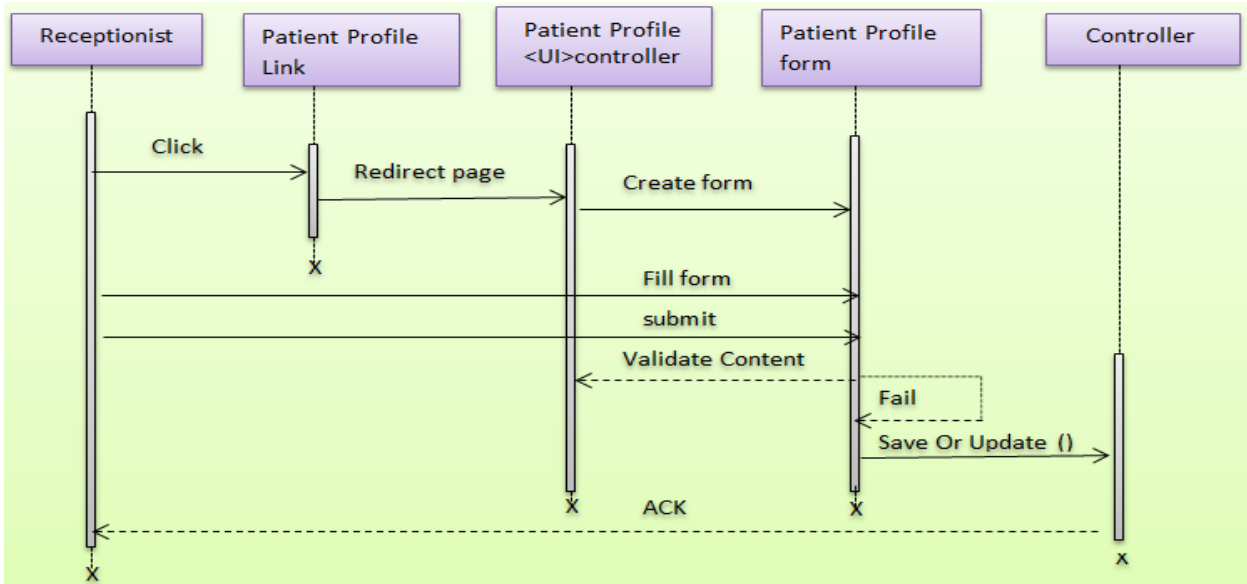 Receptionist
Patient Profile
Link
Patient Profile
<UI>controller
Patient Profile
form
Controller
Click
Redirect page
Create form
X
Fill form
submit
Validate Content
Fail
Save Or Update ()
X
X
ACK
X
x